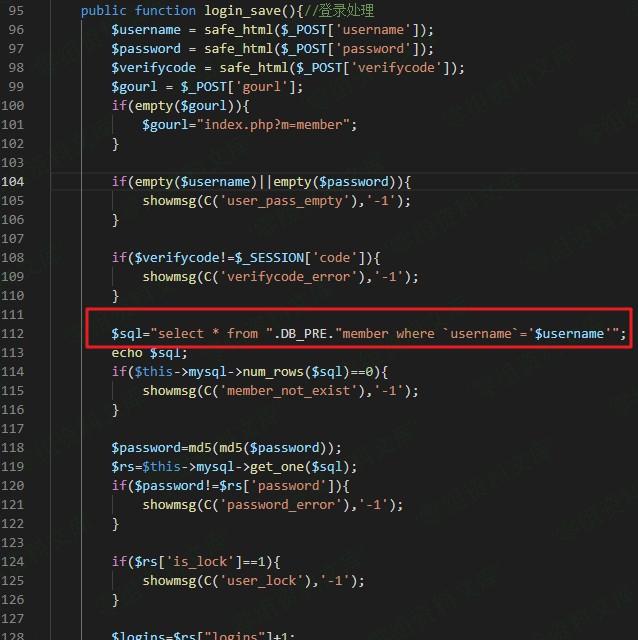 95 public function login_save(){//登录处理
96 $username = safe_html($_POST['username']);
97 $password = safe_html($_POST['password']);
98 $verifycode = safe_html($_POST['verifycode']);
99 $gourl = $_POST['gourl'];
100 if(empty($gourl)){
101 $gourl="index.php?m=member";
102 }
103
104 if(empty($username)||empty($password)){
105 showmsg(C('user_pass_empty'),'-1');
106 }
107
108 if($verifycode!=$_SESSION['code']){
109 showmsg(C('verifycode_error'),'-1');
110 }
111
112 $sql="select * from ".DB_PRE."member where `username`='$username'";
113 echo $sql;
114 if($this->mysql->num_rows($sql)==0){
115 showmsg(C('member_not_exist'),'-1');
116 }
117
118 $password=md5(md5($password));
119 $rs=$this->mysql->get_one($sql);
120 if($password!=$rs['password']){
121 showmsg(C('password_error'),'-1');
122 }
123
124 if($rs['is_lock']==1){
125 showmsg(C('user_lock'),'-1');
126 }
127
128 $logins=$rs["logins"]+1;